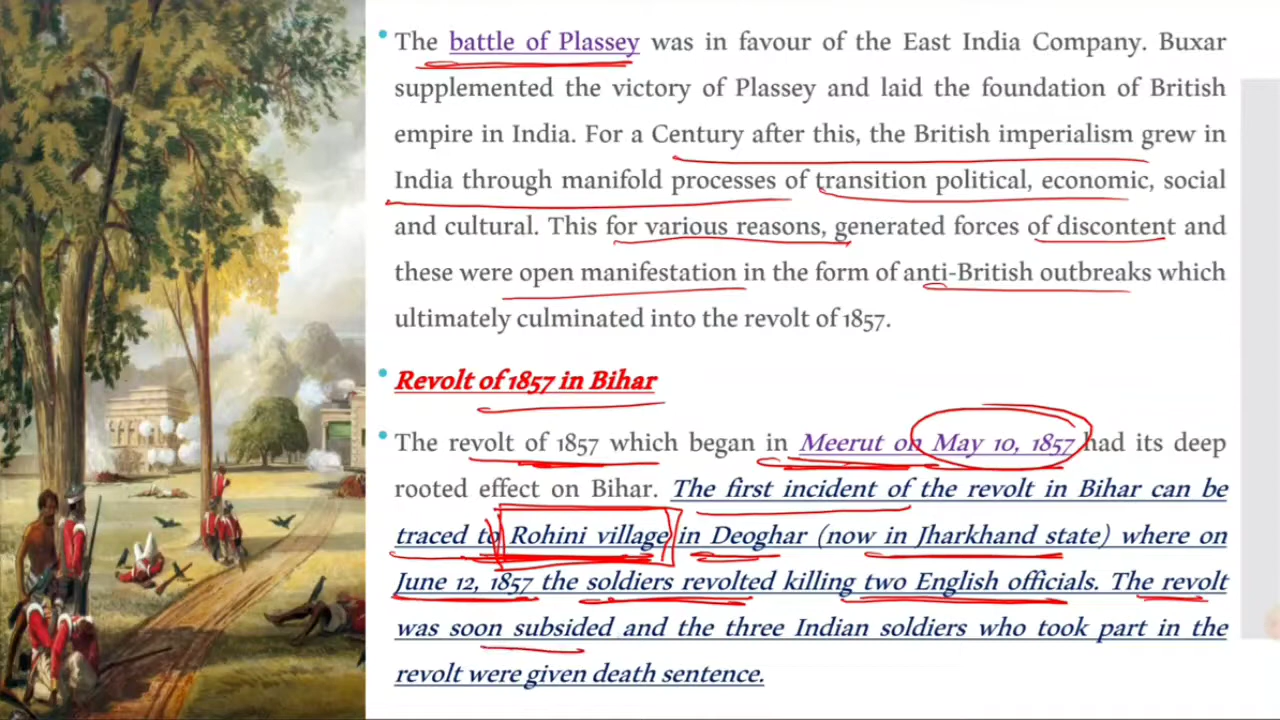 • The battle of Plassey was in favour of the East India Company. Buxar
supplemented the victory of Plassey and laid the foundation of British
empire in India. For a Century after this, the British imperialism grew in
India through manifold processes of transition political, economic, social
and cultural. This for various reasons, generated forces of discontent and
these were open manifestation in the form of anti-British outbreaks which
ultimately culminated into the revolt of 1857.
• Revolt of 1857 in Bihar
• The revolt of 1857 which began in Meerut on May 10, 1857 had its deep
rooted effect on Bihar. The first incident of the revolt in Bihar can be
traced to Rohini village in Deoghar (now in Jharkhand state) where on
June 12, 1857 the soldiers revolted killing two English officials. The revolt
was soon subsided and the three Indian soldiers who took part in the
revolt were given death sentence.